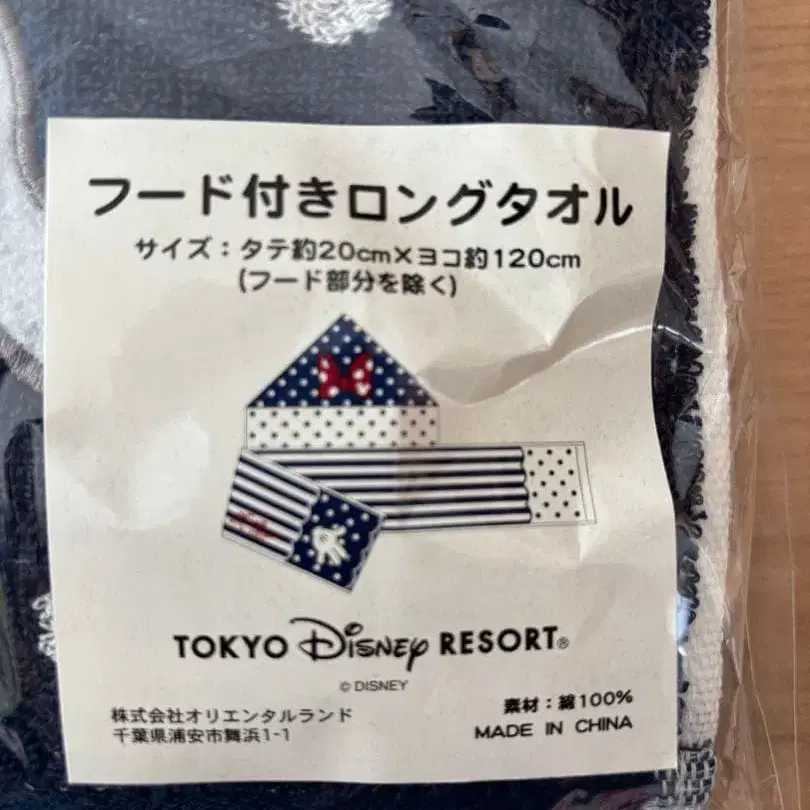 フード付きロングタオル
サイズ：タテ約20cm×ヨコ約120cm
(フード部分を除く)
TOKYO Disney RESORT®
© DISNEY
株式会社オリエンタルランド
千葉県浦安市舞浜1-1
素材：綿100%
MADE IN CHINA